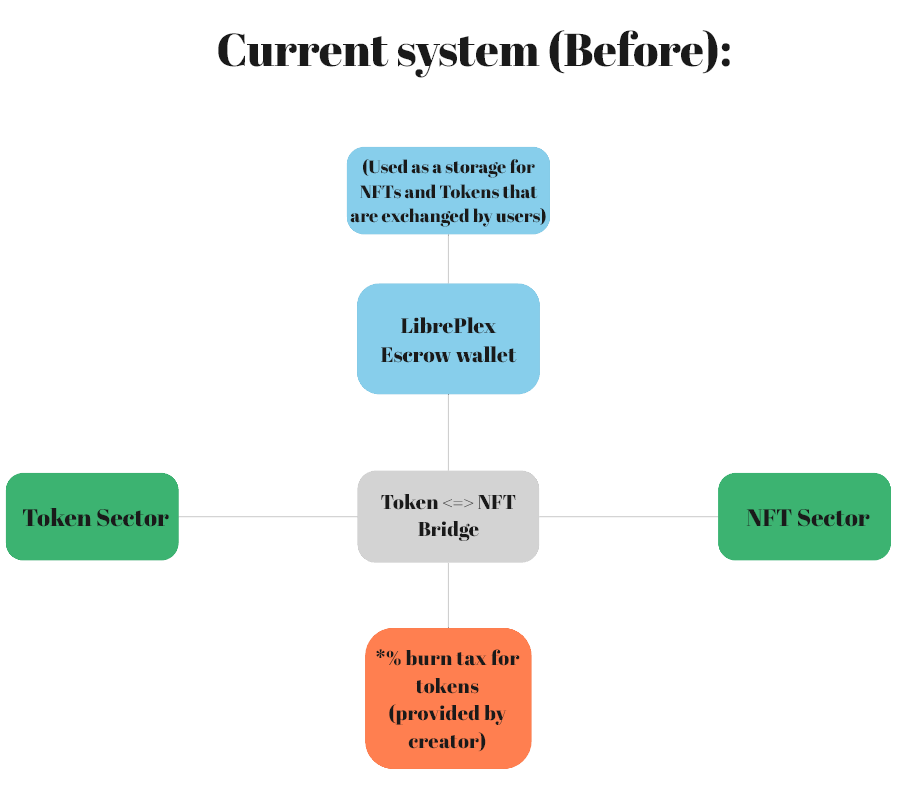 Current system (Before):
(Used as a storage for
NFTs and Tokens that
are exchanged by users)
LibrePlex
Escrow wallet
Token Sector
Token <=> NFT
Bridge
NFT Sector
*% burn tax for
tokens
(provided by
creator)